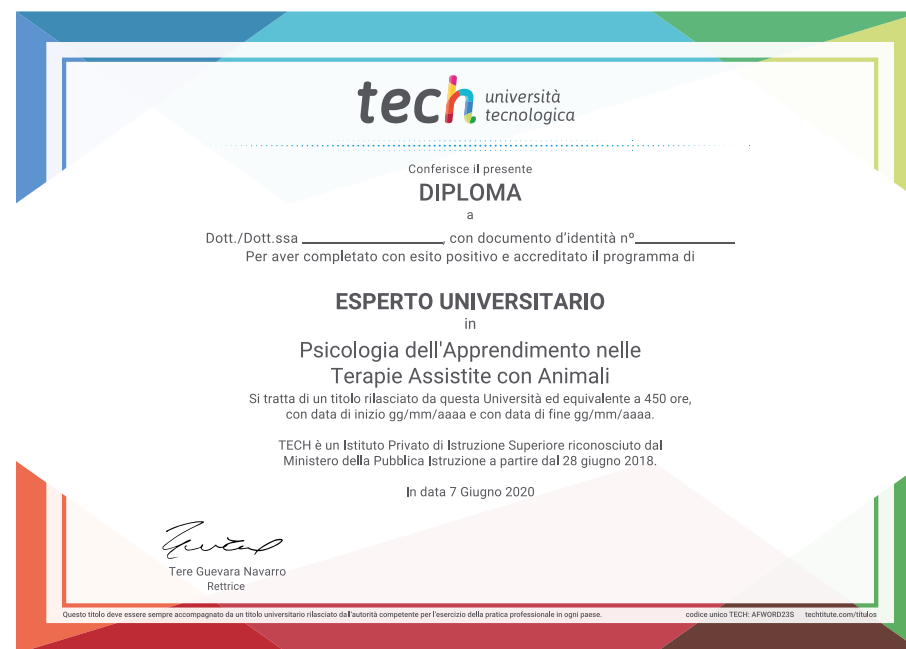 tech università
tecnologica
Conferisce il presente
DIPLOMA
a
Dott./Dott.ssa ____________, con documento d'identità nº____________
Per aver completato con esito positivo e accreditato il programma di
ESPERTO UNIVERSITARIO
in
Psicologia dell'Apprendimento nelle
Terapie Assistite con Animali
Si tratta di un titolo rilasciato da questa Università ed equivalente a 450 ore,
con data di inizio gg/mm/aaaa e con data di fine gg/mm/aaaa.
TECH è un Istituto Privato di Istruzione Superiore riconosciuto dal
Ministero della Pubblica Istruzione a partire dal 28 giugno 2018.
In data 7 Giugno 2020
Tere Guevara Navarro
Rettrice
Questo titolo deve essere sempre accompagnato da un titolo universitario rilasciato dall'autorità competente per l'esercizio della pratica professionale in ogni paese. codice unico TECH: AFWORD23S techtitute.com/titulos